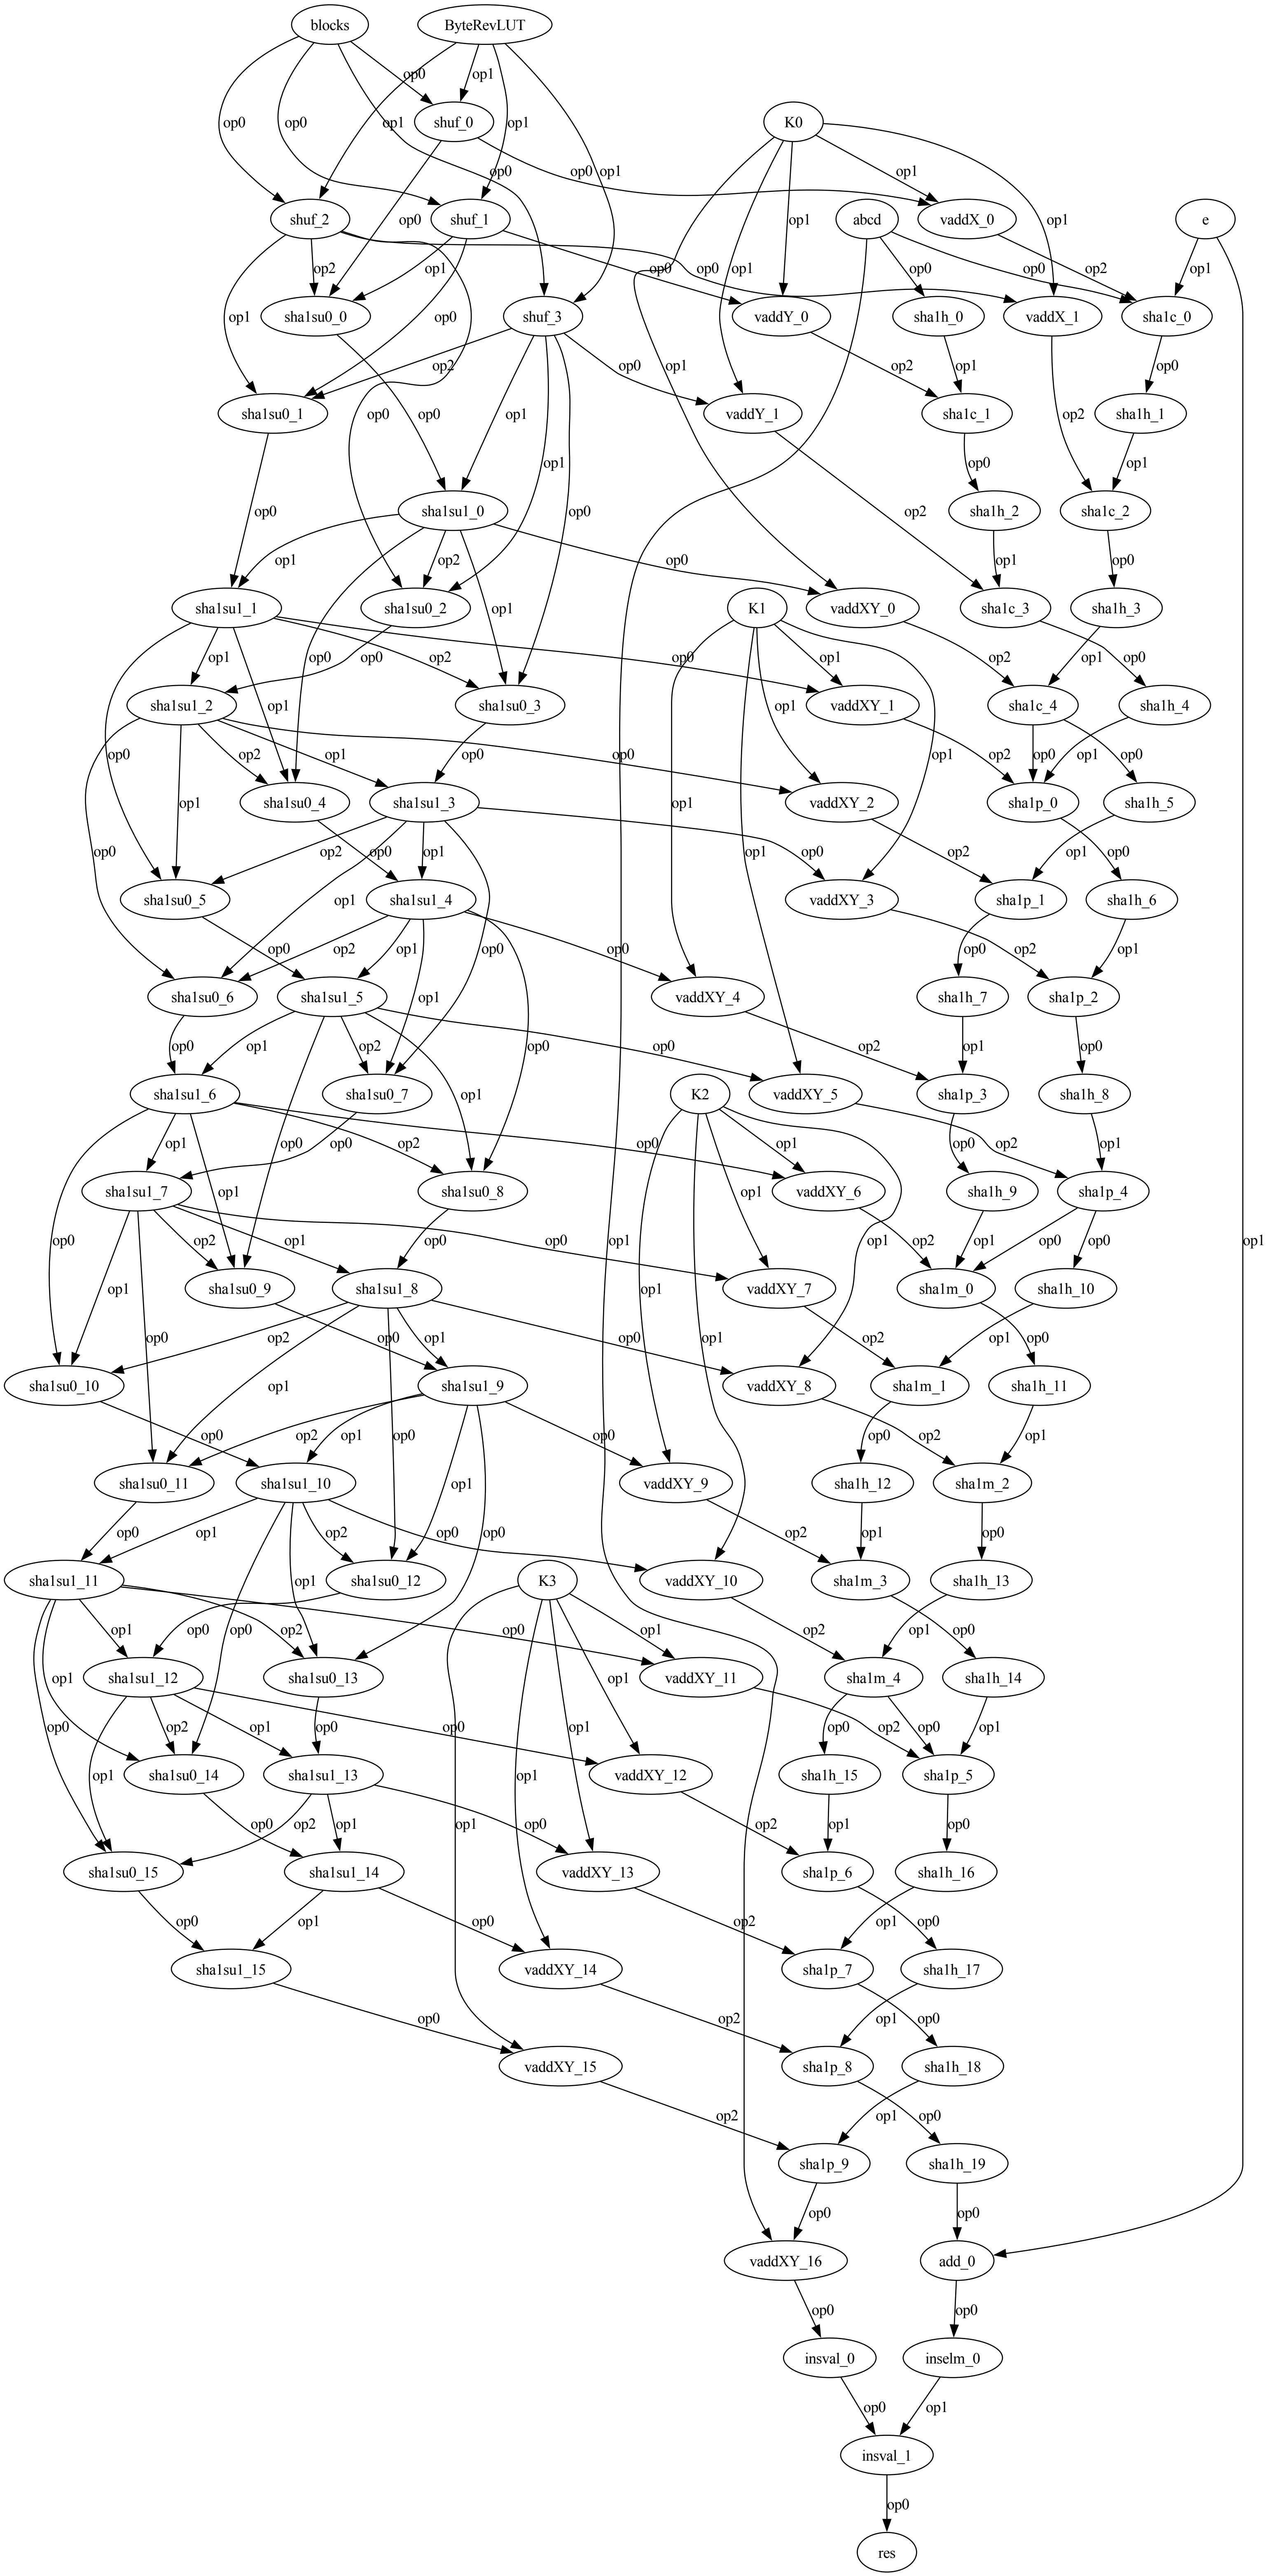 blocks ByteRevLUT
op0 op1
op0 op0 op1 shuf_0 op1 K0
op0 op0 op1 op1
shuf_2 shuf_1 op0 op1 vaddX_0 abcd op1 e
op2 op1 op0 op0 op1 op0 op0 op2 op1
op1 sha1su0_0 op0 shuf_3 vaddY_0 sha1h_0 vaddX_1 sha1c_0
op2 op0 op1 op2 op1 op0
sha1su0_1 op0 op0 op1 vaddY_1 sha1c_1 op2 sha1h_1
op1 op0 op1
op0 sha1su1_0 op0 op2 sha1h_2 sha1c_2
op1 op2 op0 op1 op0
sha1su1_1 sha1su0_2 op1 K1 vaddXY_0 sha1c_3 sha1h_3
op1 op0 op0 op2 op0 op1 op2 op1 op0
sha1su1_2 op1 sha1su0_3 op1 vaddXY_1 sha1c_4 sha1h_4
op0 op2 op1 op0 op0 op1 op2 op0 op1 op0
op1 sha1su0_4 sha1su1_3 op1 vaddXY_2 sha1p_0 sha1h_5
op0 op2 op0 op1 op1 op0 op2 op1 op0
sha1su0_5 op1 sha1su1_4 vaddXY_3 sha1p_1 sha1h_6
op0 op2 op1 op0 op0 op0 op2 op1
sha1su0_6 sha1su1_5 op1 vaddXY_4 sha1h_7 sha1p_2
op0 op1 op2 op0 op0 op2 op1 op0
sha1su1_6 sha1su0_7 op1 K2 vaddXY_5 sha1p_3 sha1h_8
op1 op0 op0 op2 op0 op1 op2 op0 op1
sha1su1_7 op1 sha1su0_8 op1 vaddXY_6 sha1h_9 sha1p_4
op0 op2 op1 op0 op0 op1 op2 op1 op0 op0
op1 sha1su0_9 sha1su1_8 op1 vaddXY_7 sha1m_0 sha1h_10
op0 op2 op0 op1 op0 op1 op2 op1 op0
sha1su0_10 op1 sha1su1_9 vaddXY_8 sha1m_1 sha1h_11
op0 op2 op1 op0 op0 op0 op2 op1
sha1su0_11 sha1su1_10 op1 vaddXY_9 sha1h_12 sha1m_2
op0 op1 op2 op0 op0 op2 op1 op0
sha1su1_11 op1 sha1su0_12 K3 vaddXY_10 sha1m_3 sha1h_13
op1 op0 op0 op2 op0 op1 op2 op1 op0
sha1su1_12 op1 sha1su0_13 op1 vaddXY_11 sha1m_4 sha1h_14
op0 op2 op1 op0 op0 op1 op0 op2 op0 op1
op1 sha1su0_14 sha1su1_13 op1 vaddXY_12 sha1h_15 sha1p_5
op0 op2 op1 op1 op0 op2 op1 op0
sha1su0_15 sha1su1_14 vaddXY_13 sha1p_6 sha1h_16
op0 op1 op0 op2 op1 op0
sha1su1_15 vaddXY_14 sha1p_7 sha1h_17
op0 op2 op1 op0
vaddXY_15 sha1p_8 sha1h_18
op2 op1 op0
sha1p_9 sha1h_19
op0 op0
vaddXY_16 add_0
op0 op0
insval_0 inselm_0
op0 op1
insval_1
op0
res